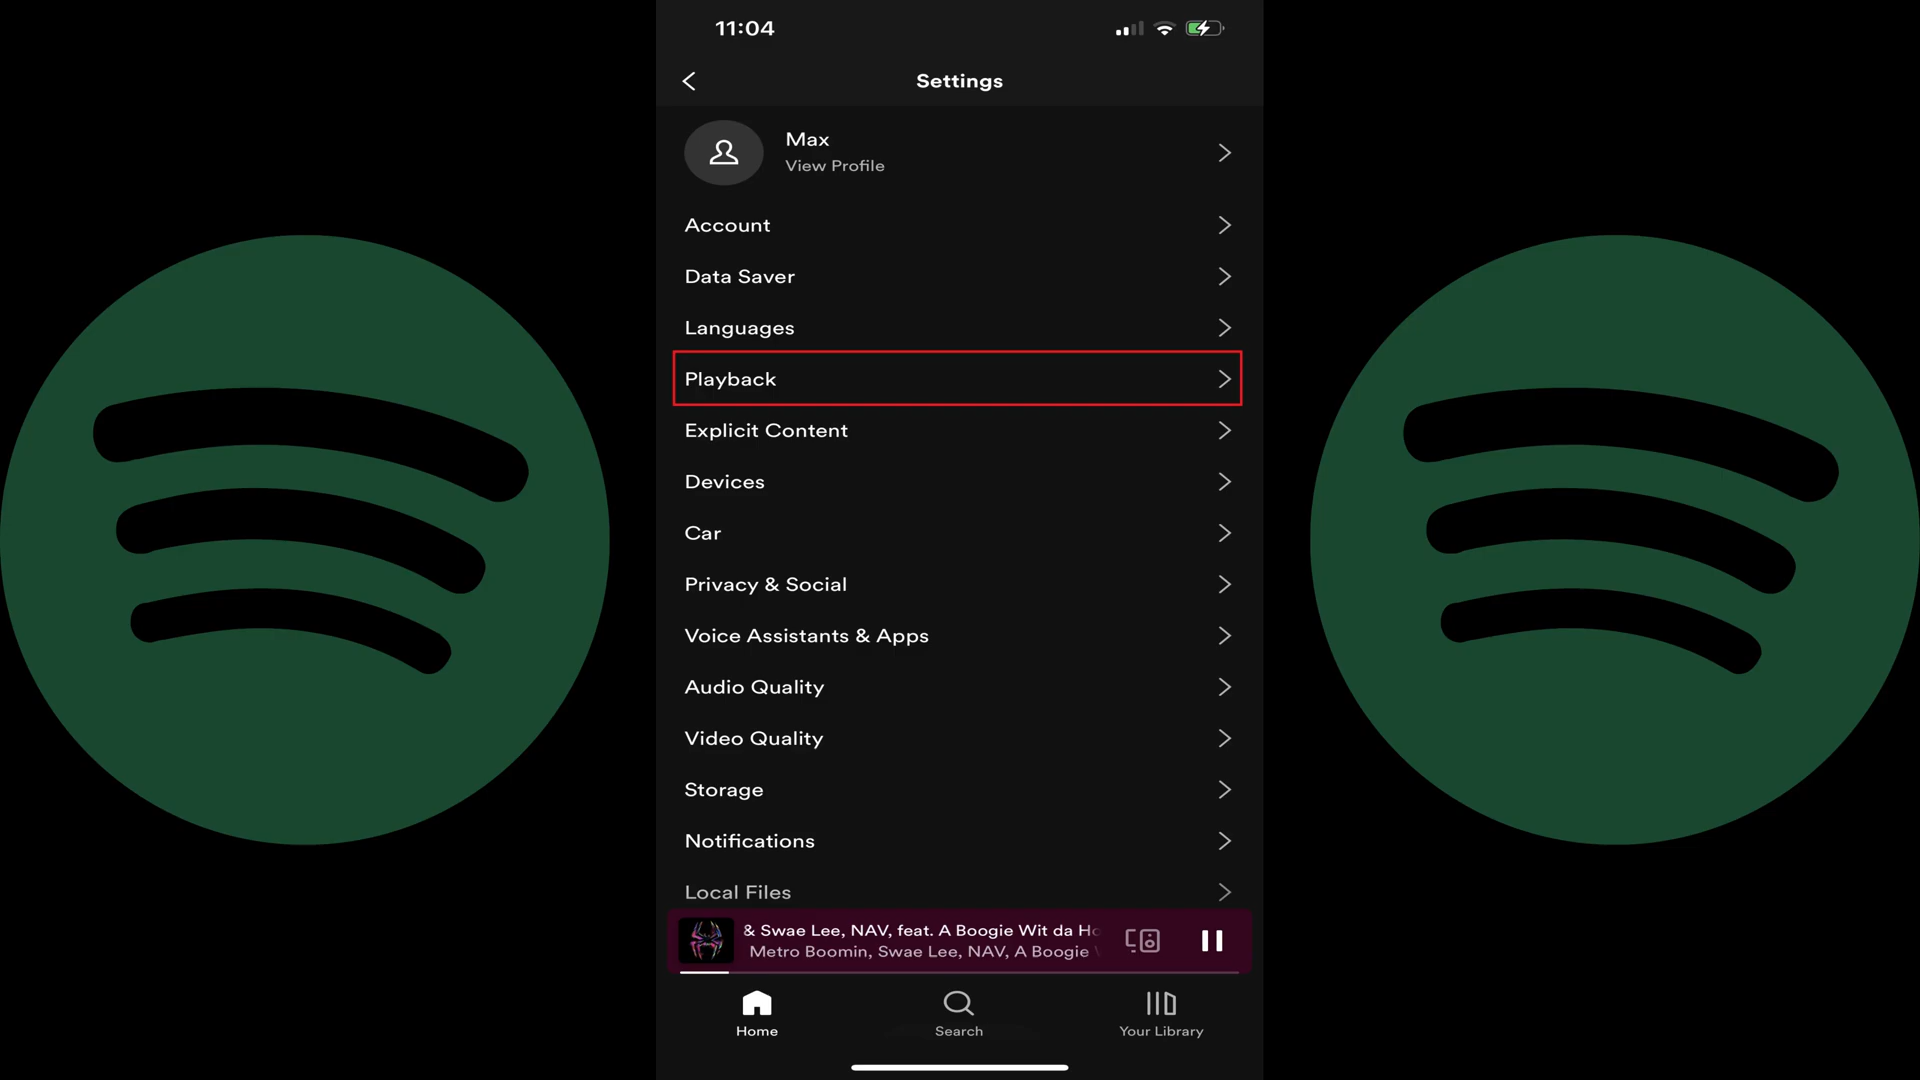 11:04
Settings
Max
View Profile
Account
Data Saver
Languages
Playback
Explicit Content
Devices
Car
Privacy & Social
Voice Assistants & Apps
Audio Quality
Video Quality
Storage
Notifications
Local Files
& Swae Lee, NAV, feat. A Boogie Wit da Ho
Metro Boomin, Swae Lee, NAV, A Boogie
Home
Search
Your Library